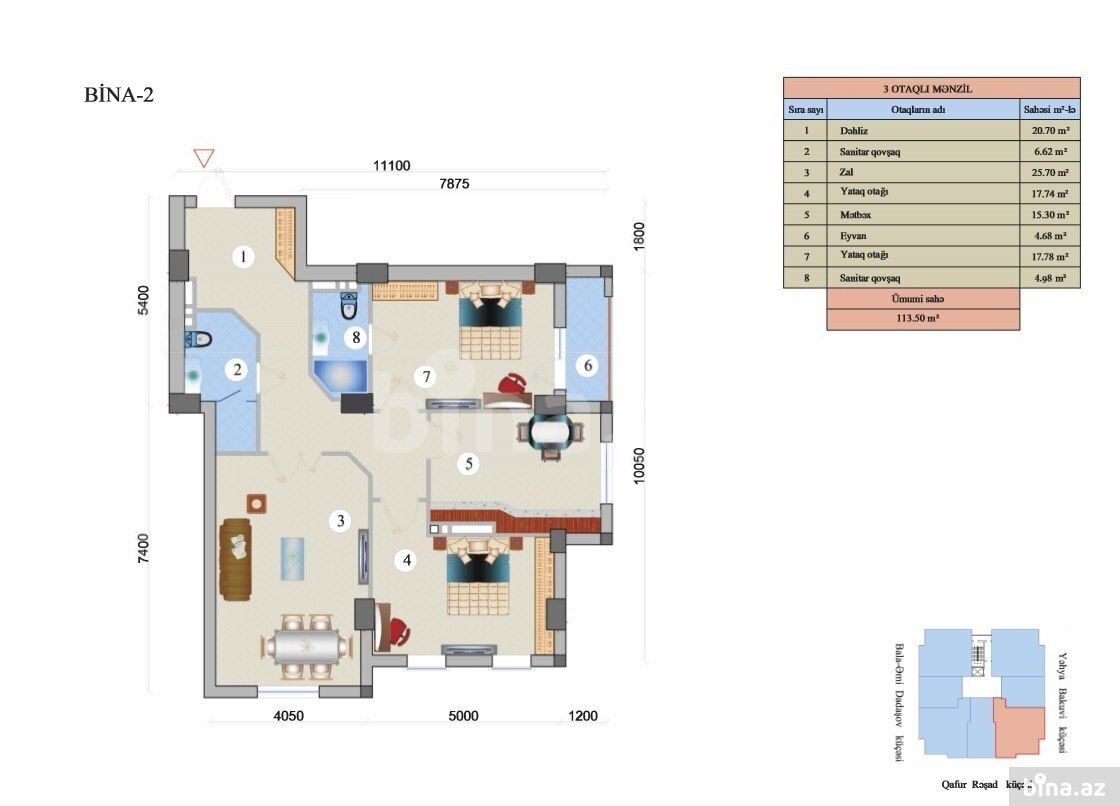 BİNA-2
3 OTAQLI MƏNZİL
Sıra sayı Otaqların adı Sahəsi m²-lə
1 Dəhliz 20.70 m²
2 Sanitar qovşaq 6.62 m²
3 Zal 25.70 m²
4 Yataq otağı 17.74 m²
5 Mətbəx 15.30 m²
6 Eyvan 4.68 m²
7 Yataq otağı 17.78 m²
8 Sanitar qovşaq 4.98 m²
Ümumi sahə
113.50 m²
11100
7875
1800
5400
10050
7400
4050 5000 1200
1
2
8
7
6
5
3
4
bina
Bala-Əmi Dadaşov küçəsi
Yəhya Bakuvi küçəsi
Qafur Rəşad
bina.az